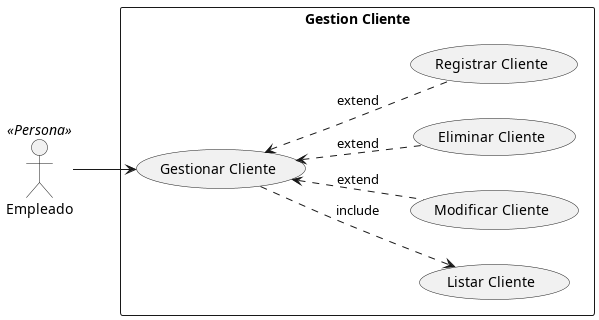 Gestion Cliente
Registrar Cliente
extend
Eliminar Cliente
extend
«Persona»
Gestionar Cliente
extend
Modificar Cliente
Empleado
include
Listar Cliente